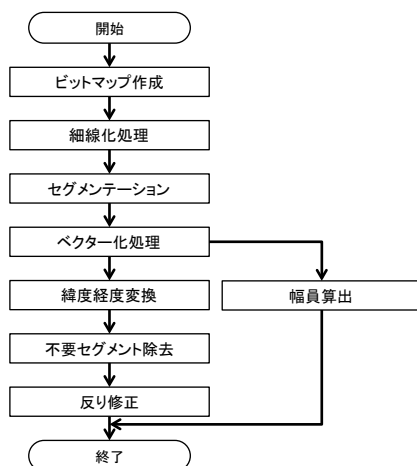 開始
ビットマップ作成
細線化処理
セグメンテーション
ベクター化処理
緯度経度変換
幅員算出
不要セグメント除去
反り修正
終了